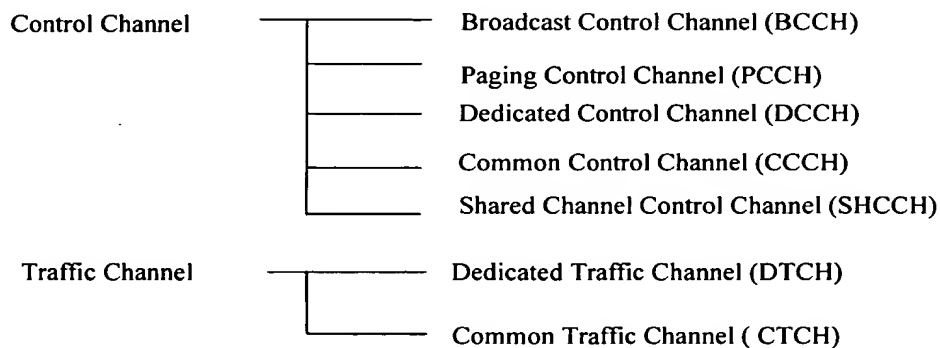 Control Channel
Broadcast Control Channel (BCCH)
Paging Control Channel (PCCH)
Dedicated Control Channel (DCCH)
Common Control Channel (CCCH)
Shared Channel Control Channel (SHCCH)
Traffic Channel
Dedicated Traffic Channel (DTCH)
Common Traffic Channel ( CTCH)